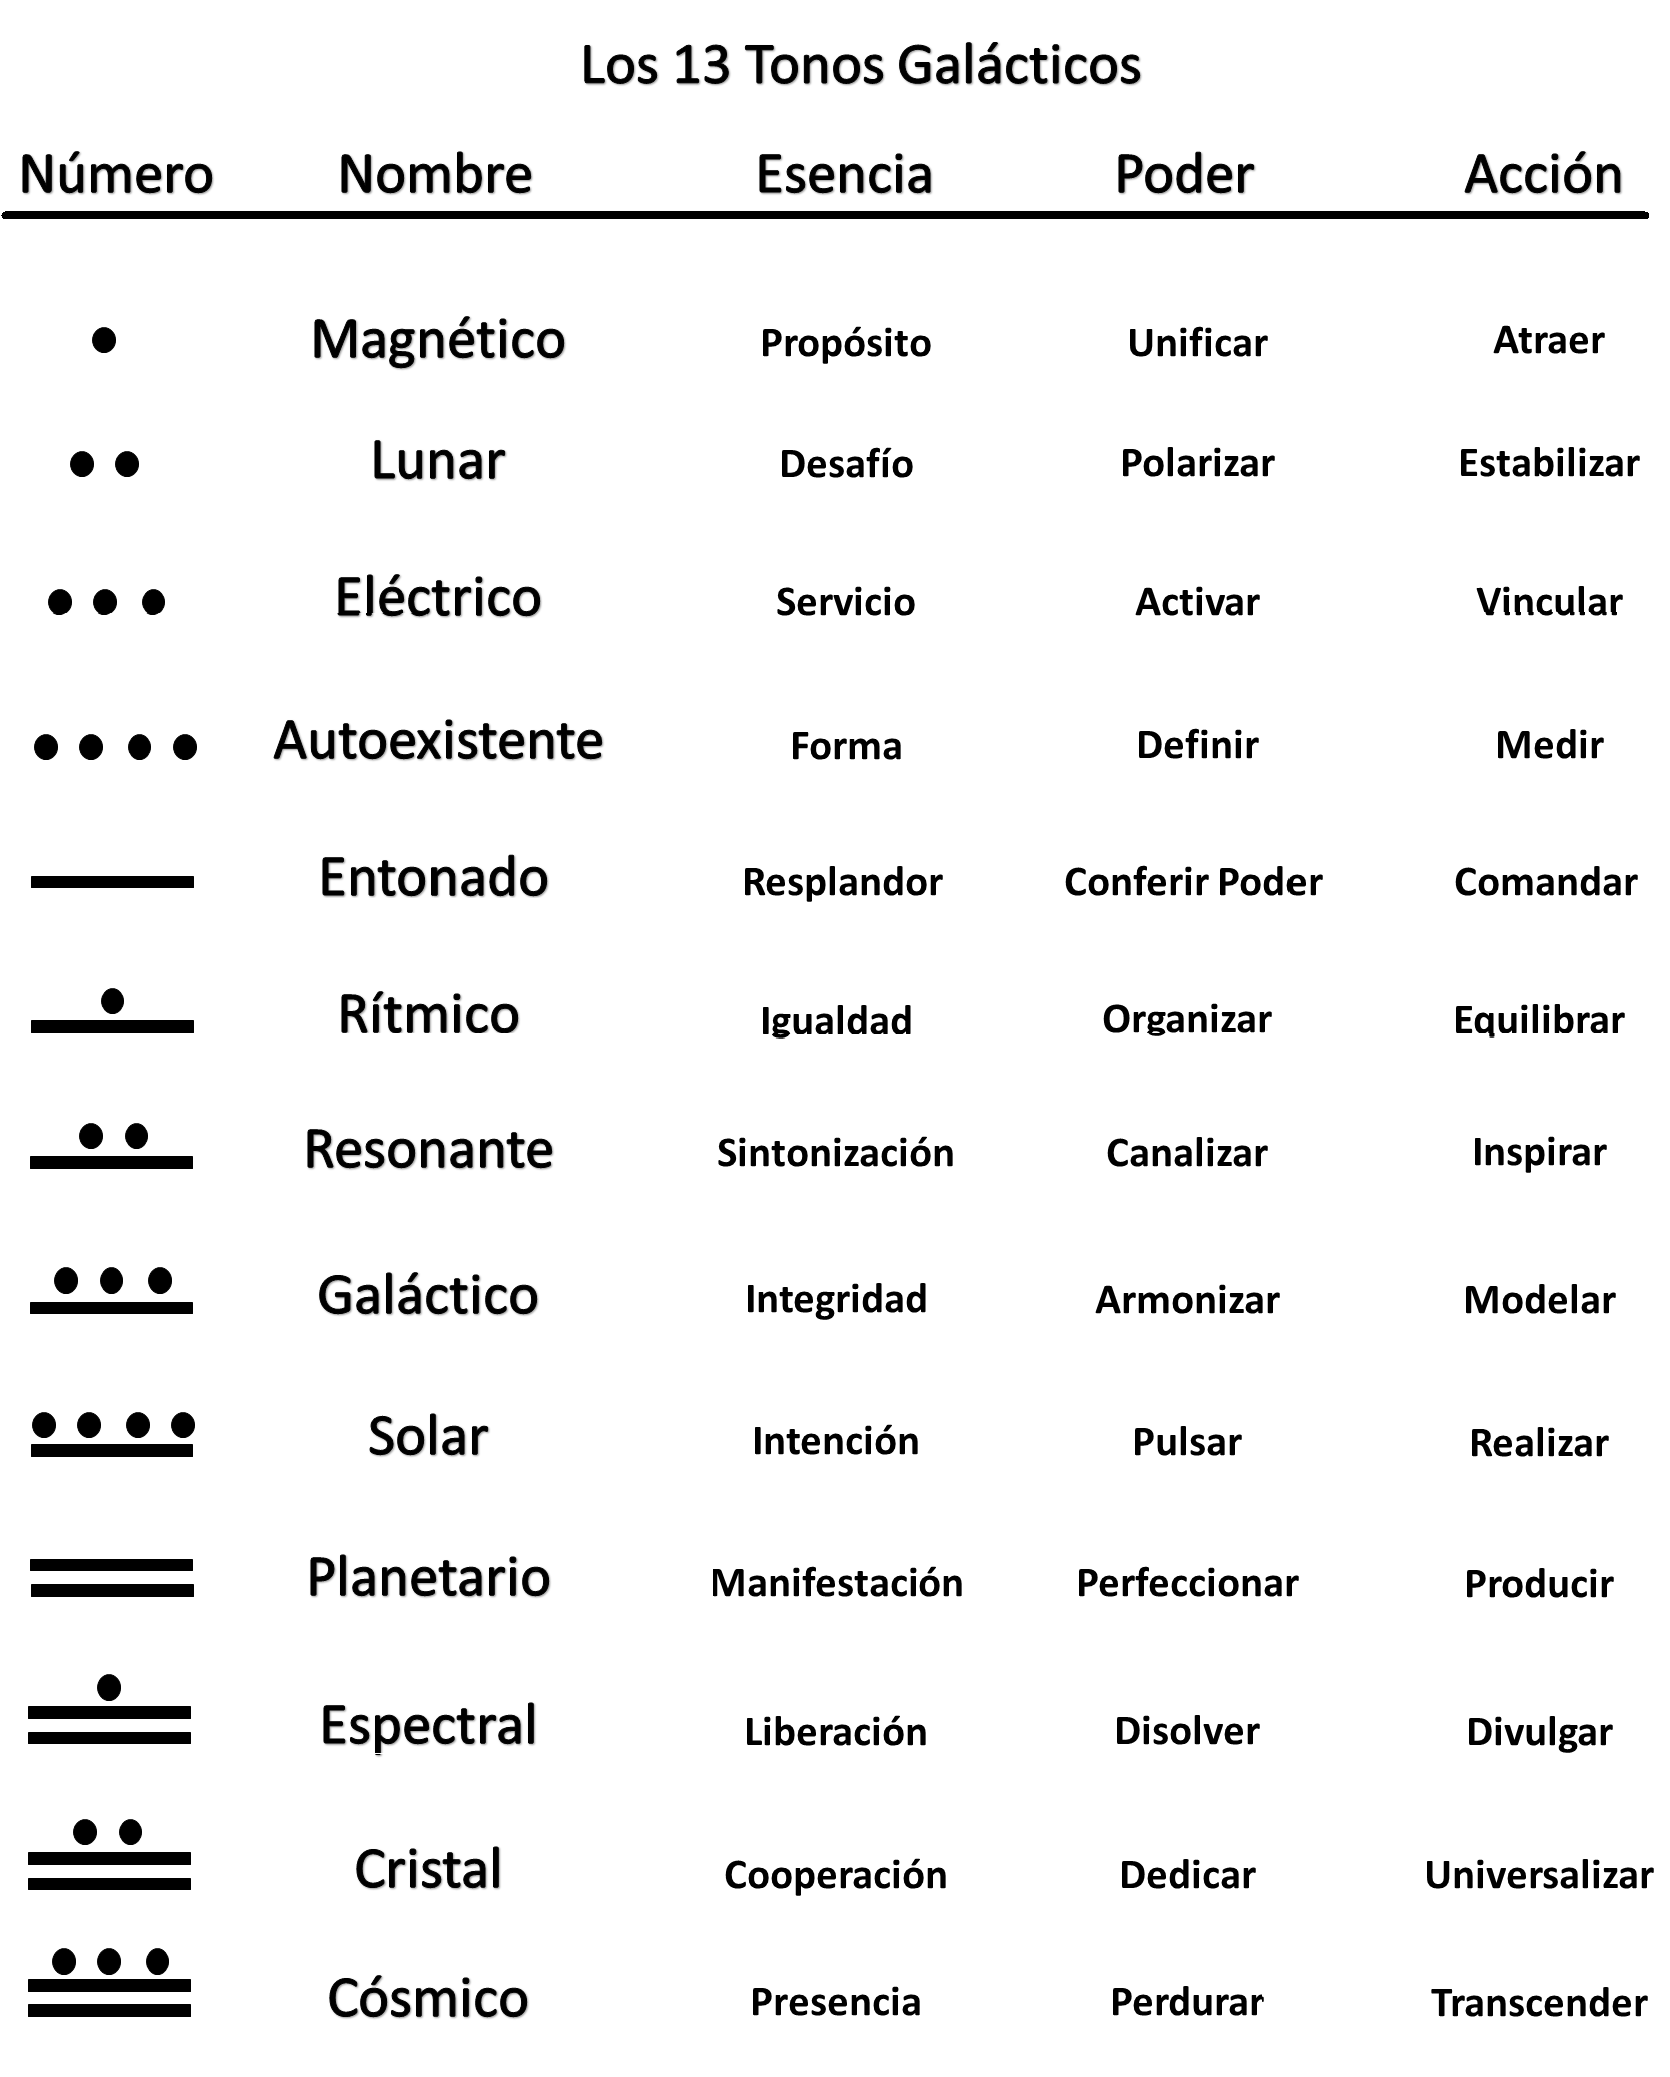 Los 13 Tonos Galácticos
Número Nombre Esencia Poder Acción
Magnético Propósito Unificar Atraer
Lunar Desafío Polarizar Estabilizar
Eléctrico Servicio Activar Vincular
Autoexistente Forma Definir Medir
Entonado Resplandor Conferir Poder Comandar
Rítmico Igualdad Organizar Equilibrar
Resonante Sintonización Canalizar Inspirar
Galáctico Integridad Armonizar Modelar
Solar Intención Pulsar Realizar
Planetario Manifestación Perfeccionar Producir
Espectral Liberación Disolver Divulgar
Cristal Cooperación Dedicar Universalizar
Cósmico Presencia Perdurar Transcender